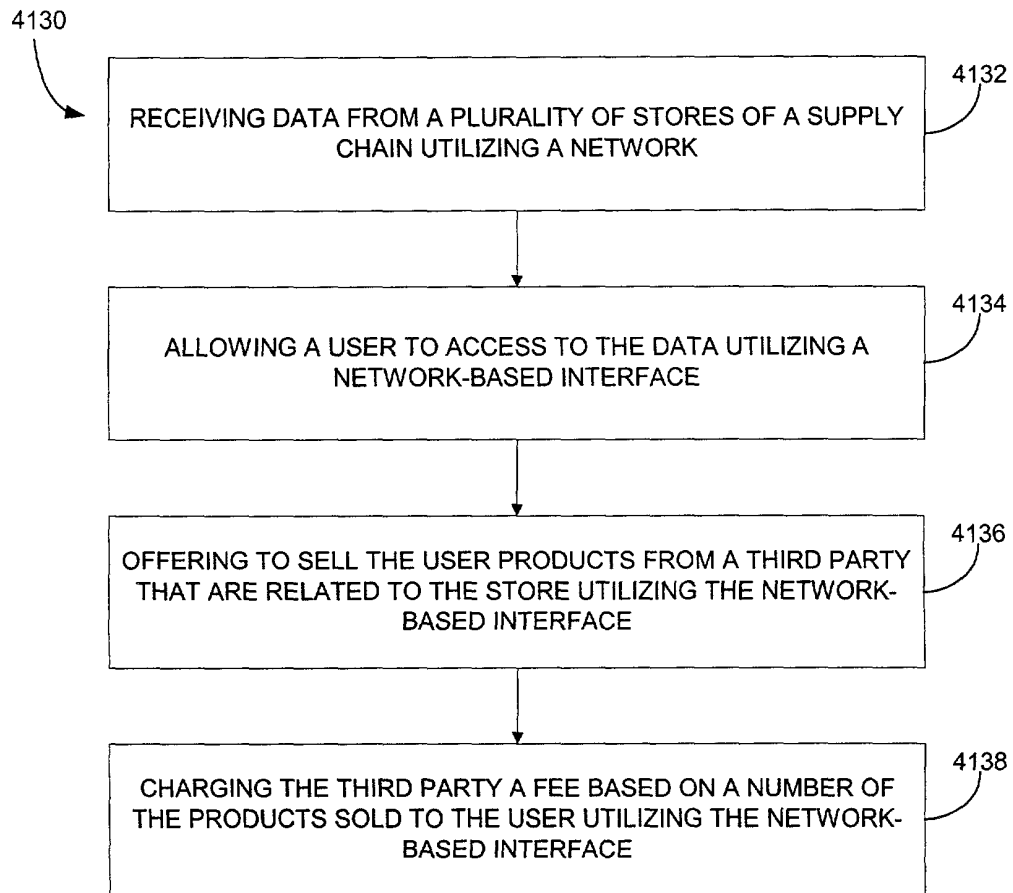 4130
4132
RECEIVING DATA FROM A PLURALITY OF STORES OF A SUPPLY
CHAIN UTILIZING A NETWORK
4134
ALLOWING A USER TO ACCESS TO THE DATA UTILIZING A
NETWORK-BASED INTERFACE
4136
OFFERING TO SELL THE USER PRODUCTS FROM A THIRD PARTY
THAT ARE RELATED TO THE STORE UTILIZING THE NETWORK-
BASED INTERFACE
4138
CHARGING THE THIRD PARTY A FEE BASED ON A NUMBER OF
THE PRODUCTS SOLD TO THE USER UTILIZING THE NETWORK-
BASED INTERFACE